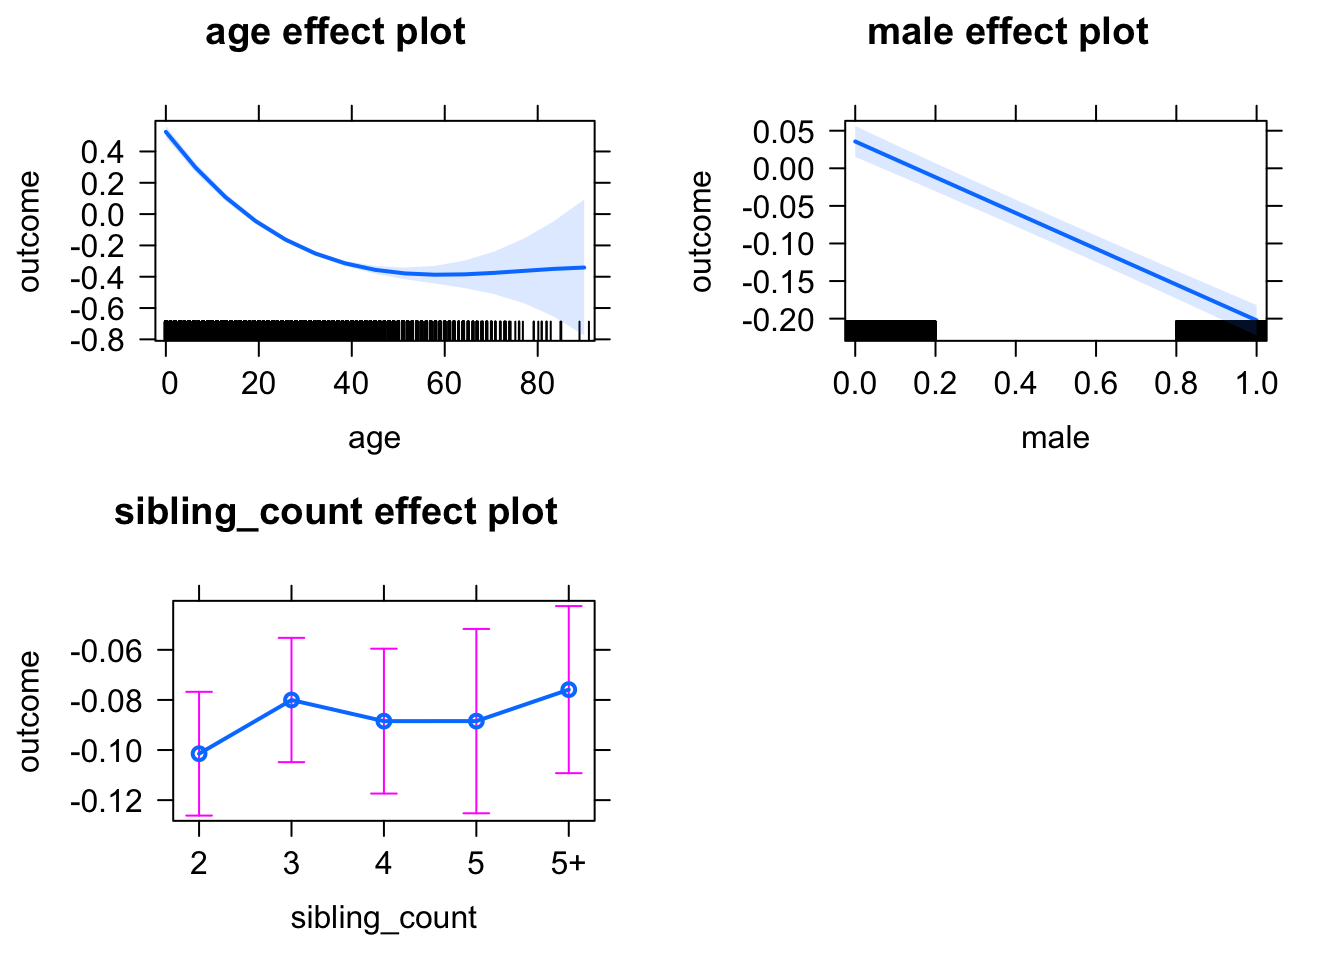 age effect plot
outcome
0.4
0.2
0.0
-0.2
-0.4
-0.6
-0.8
0 20 40 60 80
age
male effect plot
outcome
0.05
0.00
-0.05
-0.10
-0.15
-0.20
0.0 0.2 0.4 0.6 0.8 1.0
male
sibling_count effect plot
outcome
-0.06
-0.08
-0.10
-0.12
2 3 4 5 5+
sibling_count